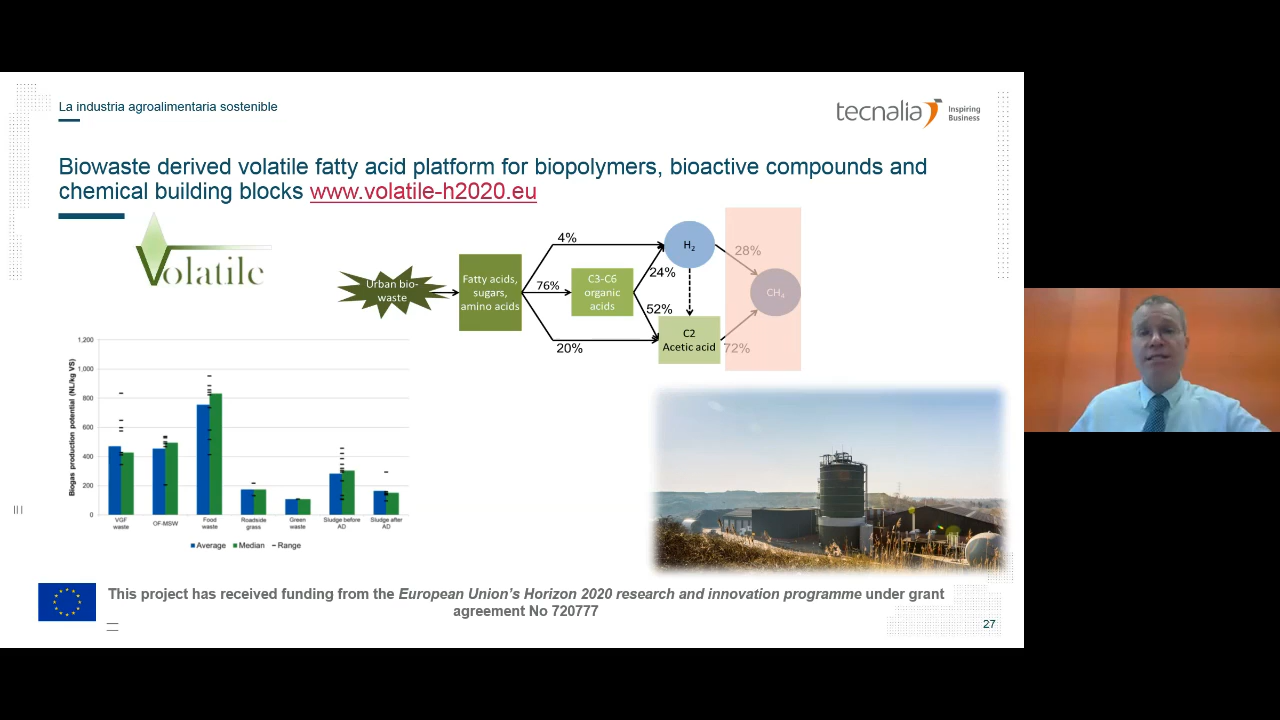 La industria agroalimentaria sostenible
tecnalia
Inspiring
Business
Biowaste derived volatile fatty acid platform for biopolymers, bioactive compounds and
chemical building blocks www.volatile-h2020.eu
Volatile
Urban bio-
waste
Fatty acids,
sugars,
amino acids
4%
76%
20%
C3-C6
organic
acids
24%
52%
H2
C2
Acetic acid
28%
72%
CH4
Biogas production potential (NL/kg VS)
1,200
1,000
800
600
400
200
0
VGF
waste
OF-MSW
Food
waste
Roadside
grass
Green
waste
Sludge before
AD
Sludge after
AD
Average Median Range
This project has received funding from the European Union's Horizon 2020 research and innovation programme under grant
agreement No 720777
27